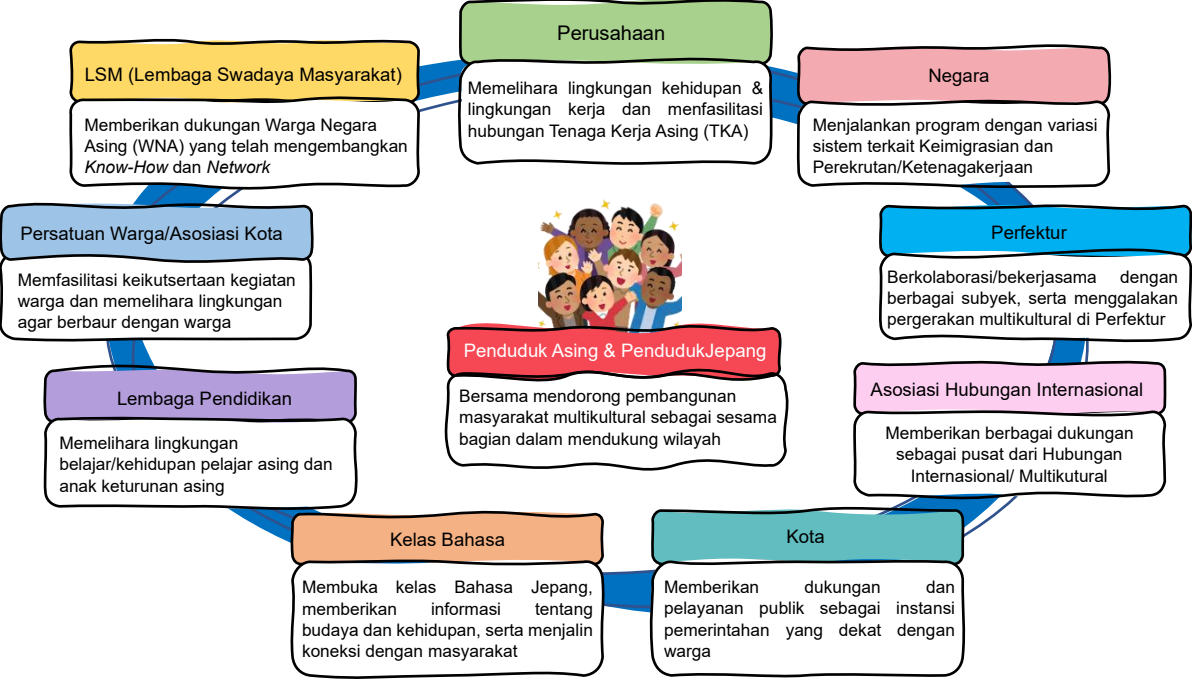 Perusahaan
Memelihara lingkungan kehidupan &
lingkungan kerja dan menfasilitasi
hubungan Tenaga Kerja Asing (TKA)
LSM (Lembaga Swadaya Masyarakat)
Memberikan dukungan Warga Negara
Asing (WNA) yang telah mengembangkan
Know-How dan Network
Negara
Menjalankan program dengan variasi
sistem terkait Keimigrasian dan
Perekrutan/Ketenagakerjaan
Persatuan Warga/Asosiasi Kota
Memfasilitasi keikutsertaan kegiatan
warga dan memelihara lingkungan
agar berbaur dengan warga
Perfektur
Berkolaborasi/bekerjasama dengan
berbagai subyek, serta menggalakan
pergerakan multikultural di Perfektur
Penduduk Asing & PendudukJepang
Bersama mendorong pembangunan
masyarakat multikultural sebagai sesama
bagian dalam mendukung wilayah
Lembaga Pendidikan
Memelihara lingkungan
belajar/kehidupan pelajar asing dan
anak keturunan asing
Asosiasi Hubungan Internasional
Memberikan berbagai dukungan
sebagai pusat dari Hubungan
Internasional/ Multikutural
Kelas Bahasa
Membuka kelas Bahasa Jepang,
memberikan informasi tentang
budaya dan kehidupan, serta menjalin
koneksi dengan masyarakat
Kota
Memberikan dukungan dan
pelayanan publik sebagai instansi
pemerintahan yang dekat dengan
warga